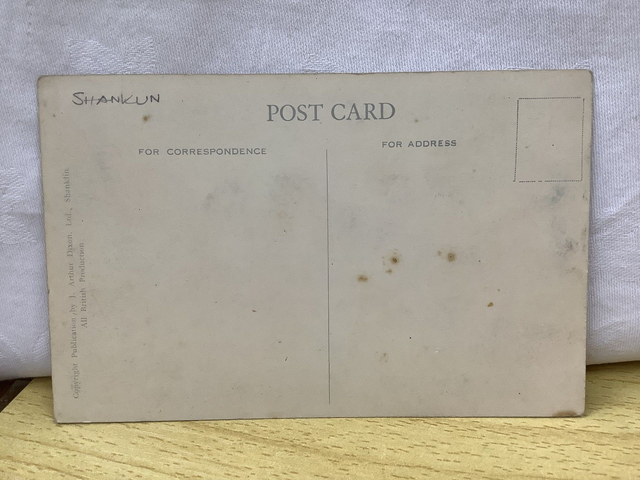 SHANKLIN
POST CARD
FOR CORRESPONDENCE
FOR ADDRESS
Copyright Publication by J. Arthur Dixon, Ltd., Shanklin.
All British Production